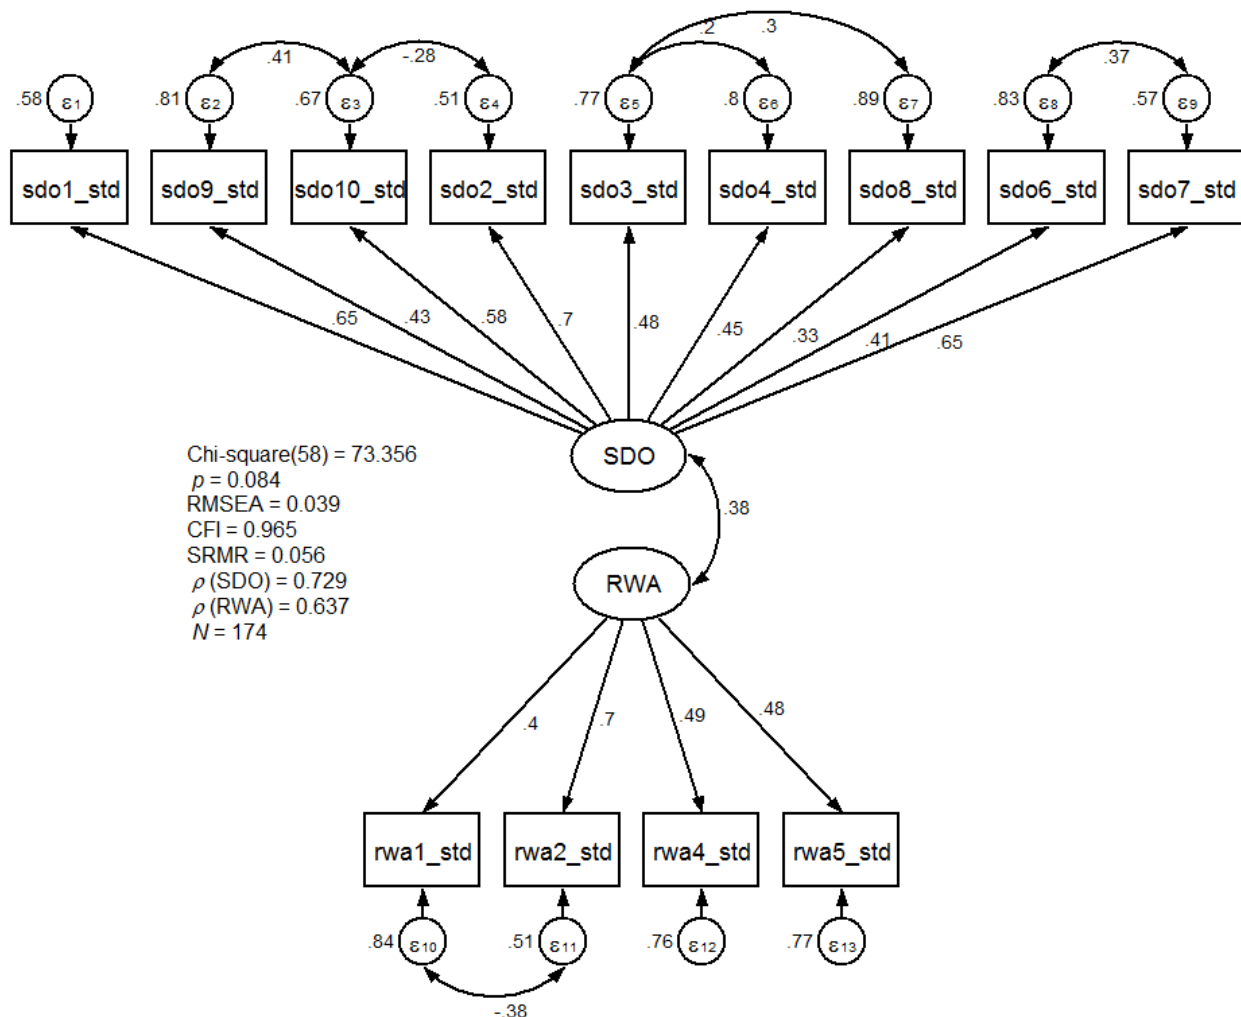 .2 .3
.41 -.28 .37
.58 ε1 .81 ε2 .67 ε3 .51 ε4 .77 ε5 .8 ε6 .89 ε7 .83 ε8 .57 ε9
sdo1_std sdo9_std sdo10_std sdo2_std sdo3_std sdo4_std sdo8_std sdo6_std sdo7_std
.65 .43 .58 .7 .48 .45 .33 .41 .65
SDO
Chi-square(58) = 73.356
p = 0.084
RMSEA = 0.039
CFI = 0.965
SRMR = 0.056
ρ (SDO) = 0.729
ρ (RWA) = 0.637
N = 174
.38
RWA
.4 .7 .49 .48
rwa1_std rwa2_std rwa4_std rwa5_std
.84 ε10 .51 ε11 .76 ε12 .77 ε13
-.38